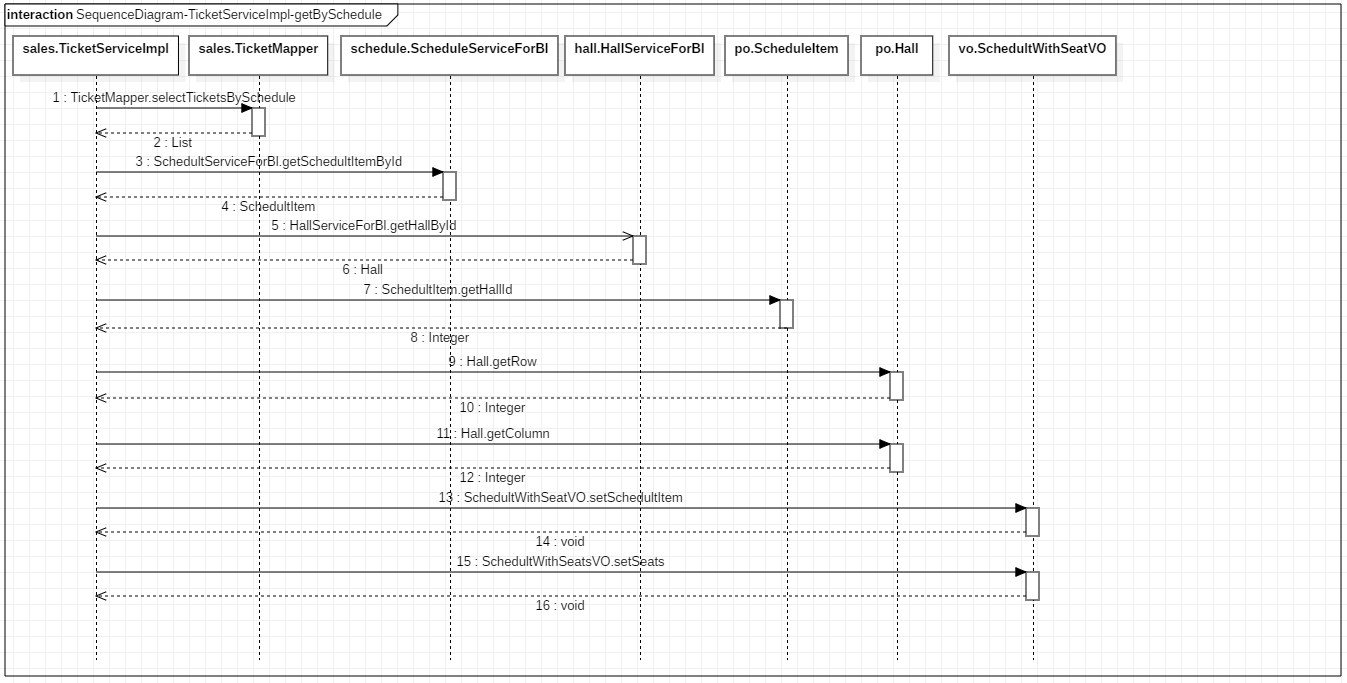 interaction SequenceDiagram-TicketServiceImpl-getBySchedule
sales.TicketServiceImpl
sales.TicketMapper
schedule.ScheduleServiceForBl
hall.HallServiceForBl
po.ScheduleItem
po.Hall
vo.SchedultWithSeatVO
1 : TicketMapper.selectTicketsBySchedule
2 : List
3 : SchedultServiceForBl.getSchedultItemById
4 : SchedultItem
5 : HallServiceForBl.getHallById
6 : Hall
7 : SchedultItem.getHallId
8 : Integer
9 : Hall.getRow
10 : Integer
11 : Hall.getColumn
12 : Integer
13 : SchedultWithSeatVO.setSchedultItem
14 : void
15 : SchedultWithSeatsVO.setSeats
16 : void